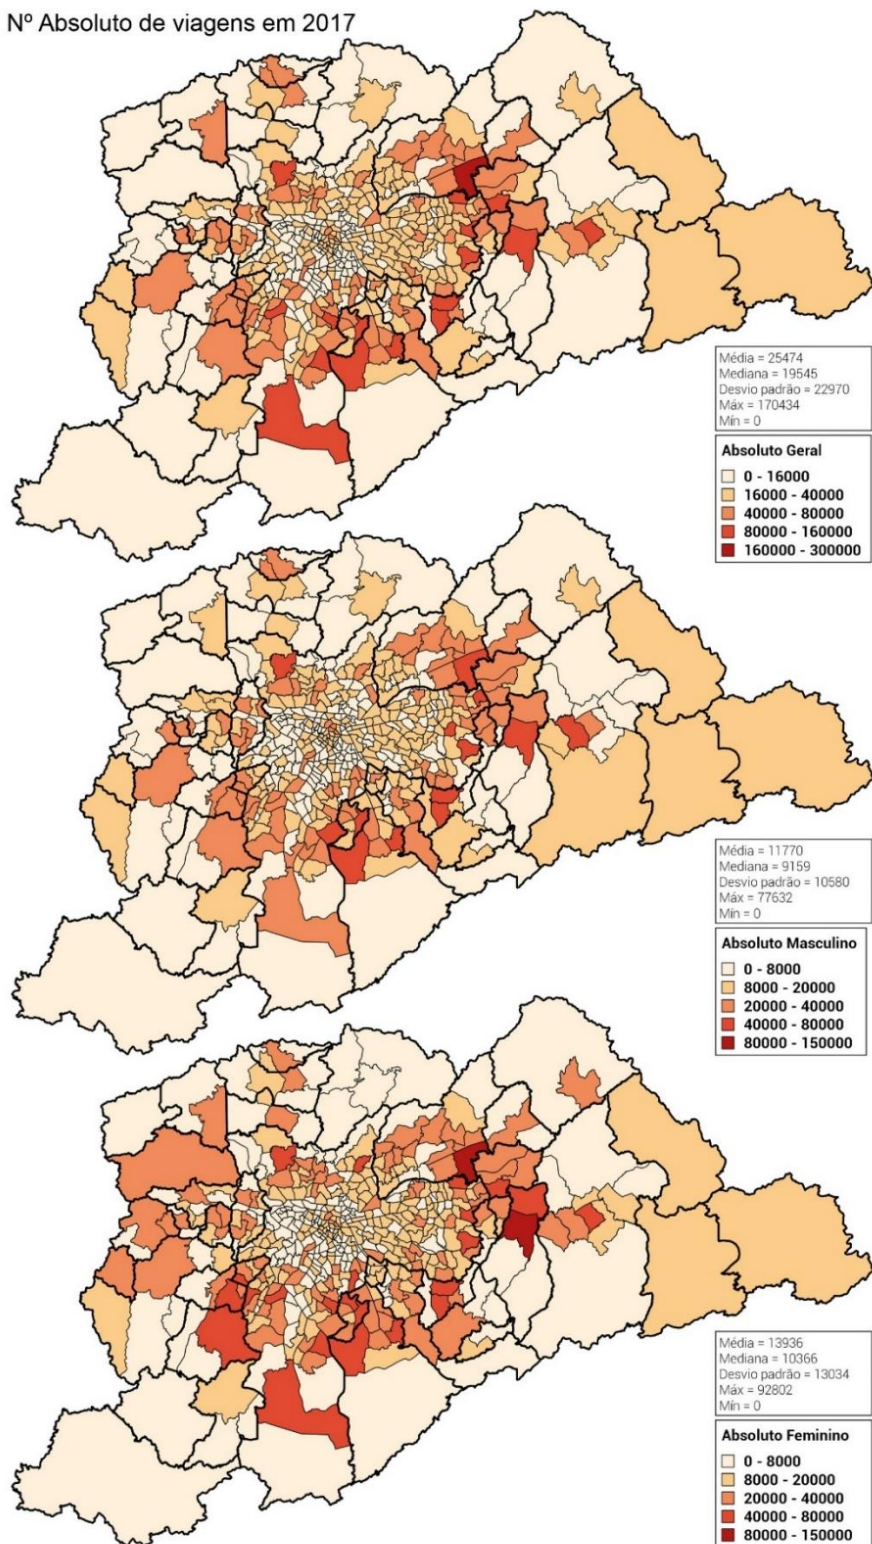 Nº Absoluto de viagens em 2017
Média = 25474
Mediana = 19545
Desvio padrão = 22970
Máx = 170434
Mín = 0
Absoluto Geral
0 - 16000
16000 - 40000
40000 - 80000
80000 - 160000
160000 - 300000
Média = 11770
Mediana = 9159
Desvio padrão = 10580
Máx = 77632
Mín = 0
Absoluto Masculino
0 - 8000
8000 - 20000
20000 - 40000
40000 - 80000
80000 - 150000
Média = 13936
Mediana = 10366
Desvio padrão = 13034
Máx = 92802
Mín = 0
Absoluto Feminino
0 - 8000
8000 - 20000
20000 - 40000
40000 - 80000
80000 - 150000